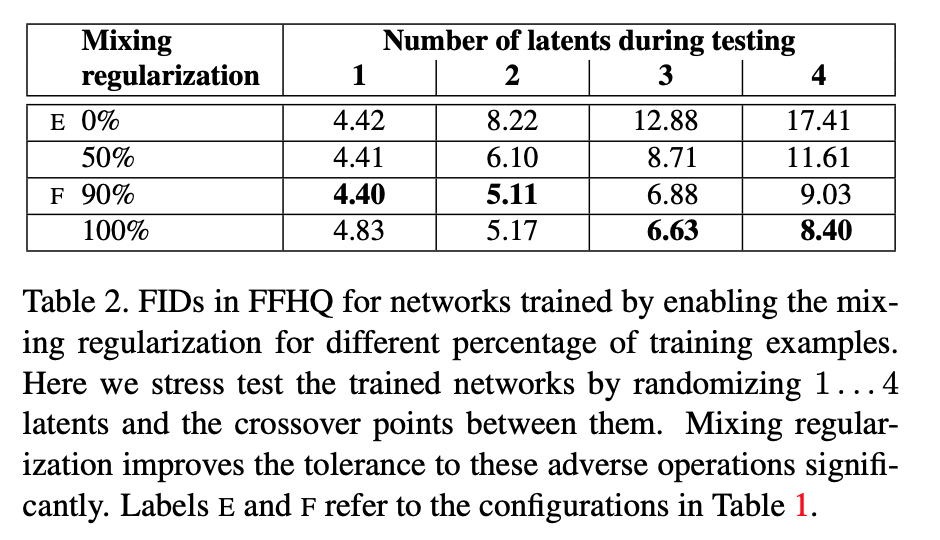 Mixing Number of latents during testing
regularization 1 2 3 4
E 0% 4.42 8.22 12.88 17.41
50% 4.41 6.10 8.71 11.61
F 90% 4.40 5.11 6.88 9.03
100% 4.83 5.17 6.63 8.40
Table 2. FIDs in FFHQ for networks trained by enabling the mix-
ing regularization for different percentage of training examples.
Here we stress test the trained networks by randomizing 1 . . . 4
latents and the crossover points between them. Mixing regular-
ization improves the tolerance to these adverse operations signifi-
cantly. Labels E and F refer to the configurations in Table 1.